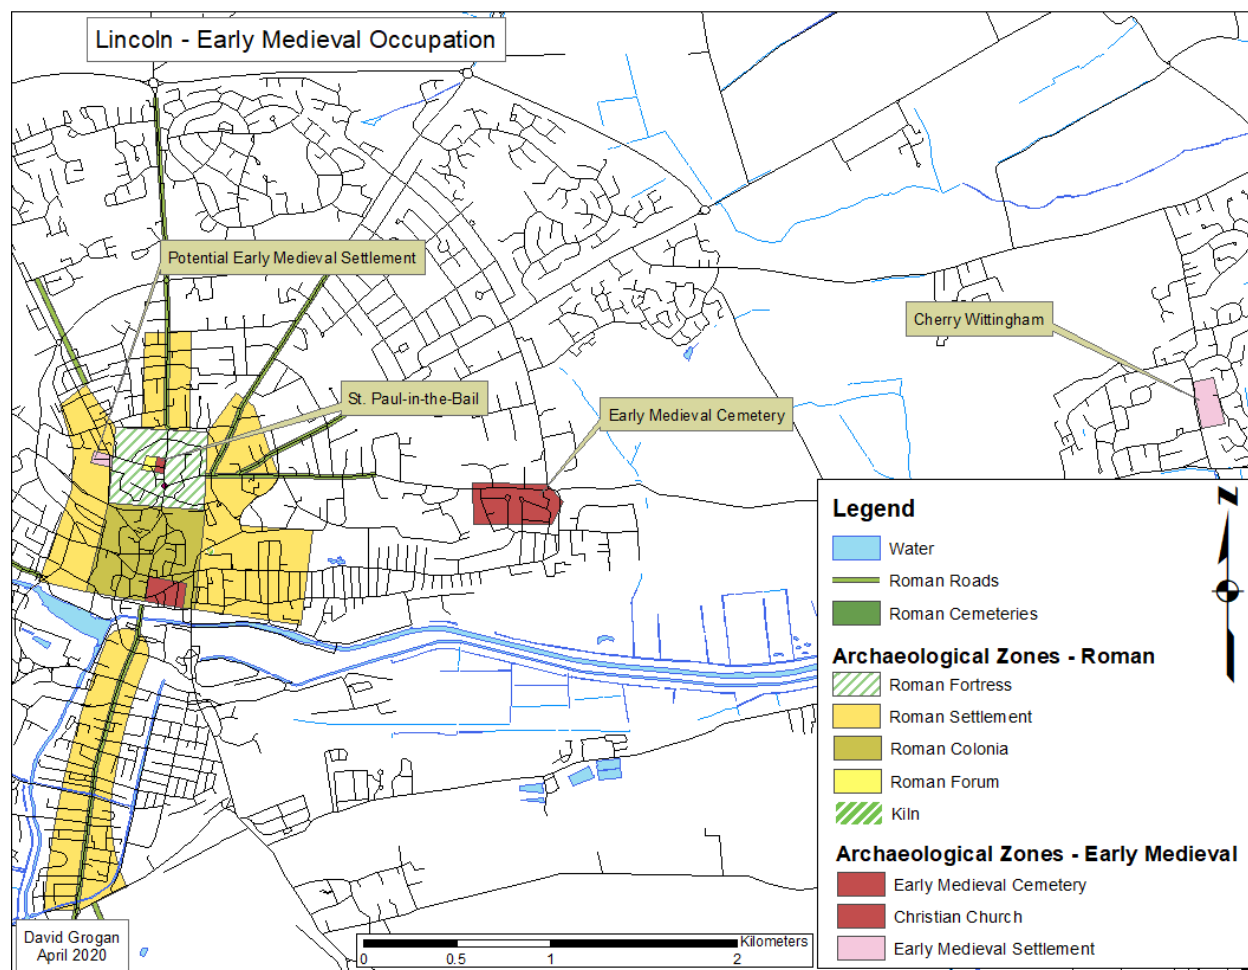 Lincoln - Early Medieval Occupation
Potential Early Medieval Settlement
Cherry Wittingham
St. Paul-in-the-Bail
Early Medieval Cemetery
Legend
Water
Roman Roads
Roman Cemeteries
Archaeological Zones - Roman
Roman Fortress
Roman Settlement
Roman Colonia
Roman Forum
Kiln
Archaeological Zones - Early Medieval
Early Medieval Cemetery
Christian Church
Early Medieval Settlement
N
David Grogan
April 2020
Kilometers
0 0.5 1 2